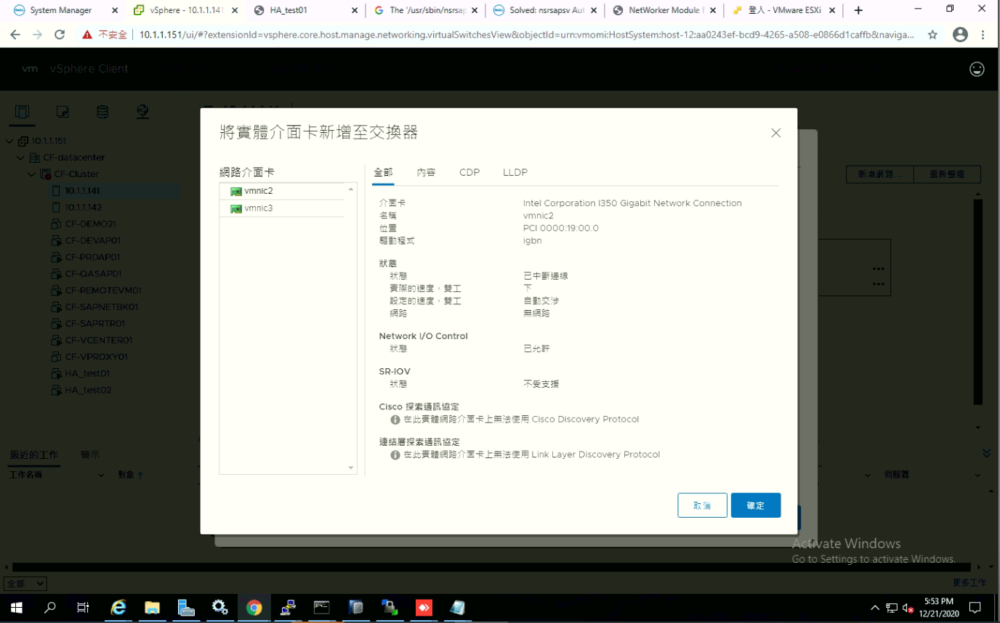 System Manager
vSphere - 10.1.1.141
HA_test01
The '/usr/sbin/nsrsap
Solved: nsrsapsv Aut
NetWorker Module
登入 - VMware ESXi
不安全
10.1.1.151/ui/#?extensionId=vsphere.core.host.manage.networking.virtualSwitchesView&objectId=urn:vmomi:HostSystem:host-12:aa0243ef-bcd9-4265-a508-e0866d1caffb&naviga...
vm vSphere Client
10.1.1.151
CF-datacenter
CF-Cluster
10.1.1.141
10.1.1.142
CF-DEMO21
CF-DEVAP01
CF-PRDAP01
CF-QASAP01
CF-REMOTEVM01
CF-SAPNETBK01
CF-SAPRTR01
CF-VCENTER01
CF-VPROXY01
HA_test01
HA_test02
新增網路...
重新整理
將實體介面卡新增至交換器
網路介面卡
vmnic2
vmnic3
全部 內容 CDP LLDP
介面卡 Intel Corporation I350 Gigabit Network Connection
名稱 vmnic2
位置 PCI 0000:19:00.0
驅動程式 igbn
狀態
狀態 已中斷連線
實際的速度，雙工 下
設定的速度，雙工 自動交涉
網路 無網路
Network I/O Control
狀態 已允許
SR-IOV
狀態 不受支援
Cisco 探索通訊協定
在此實體網路介面卡上無法使用 Cisco Discovery Protocol
連結層探索通訊協定
在此實體網路介面卡上無法使用 Link Layer Discovery Protocol
取消
確定
最近的工作 警示
工作名稱 對象 伺服器
Activate Windows
Go to Settings to activate Windows.
全部
更多工作
5:53 PM
12/21/2020